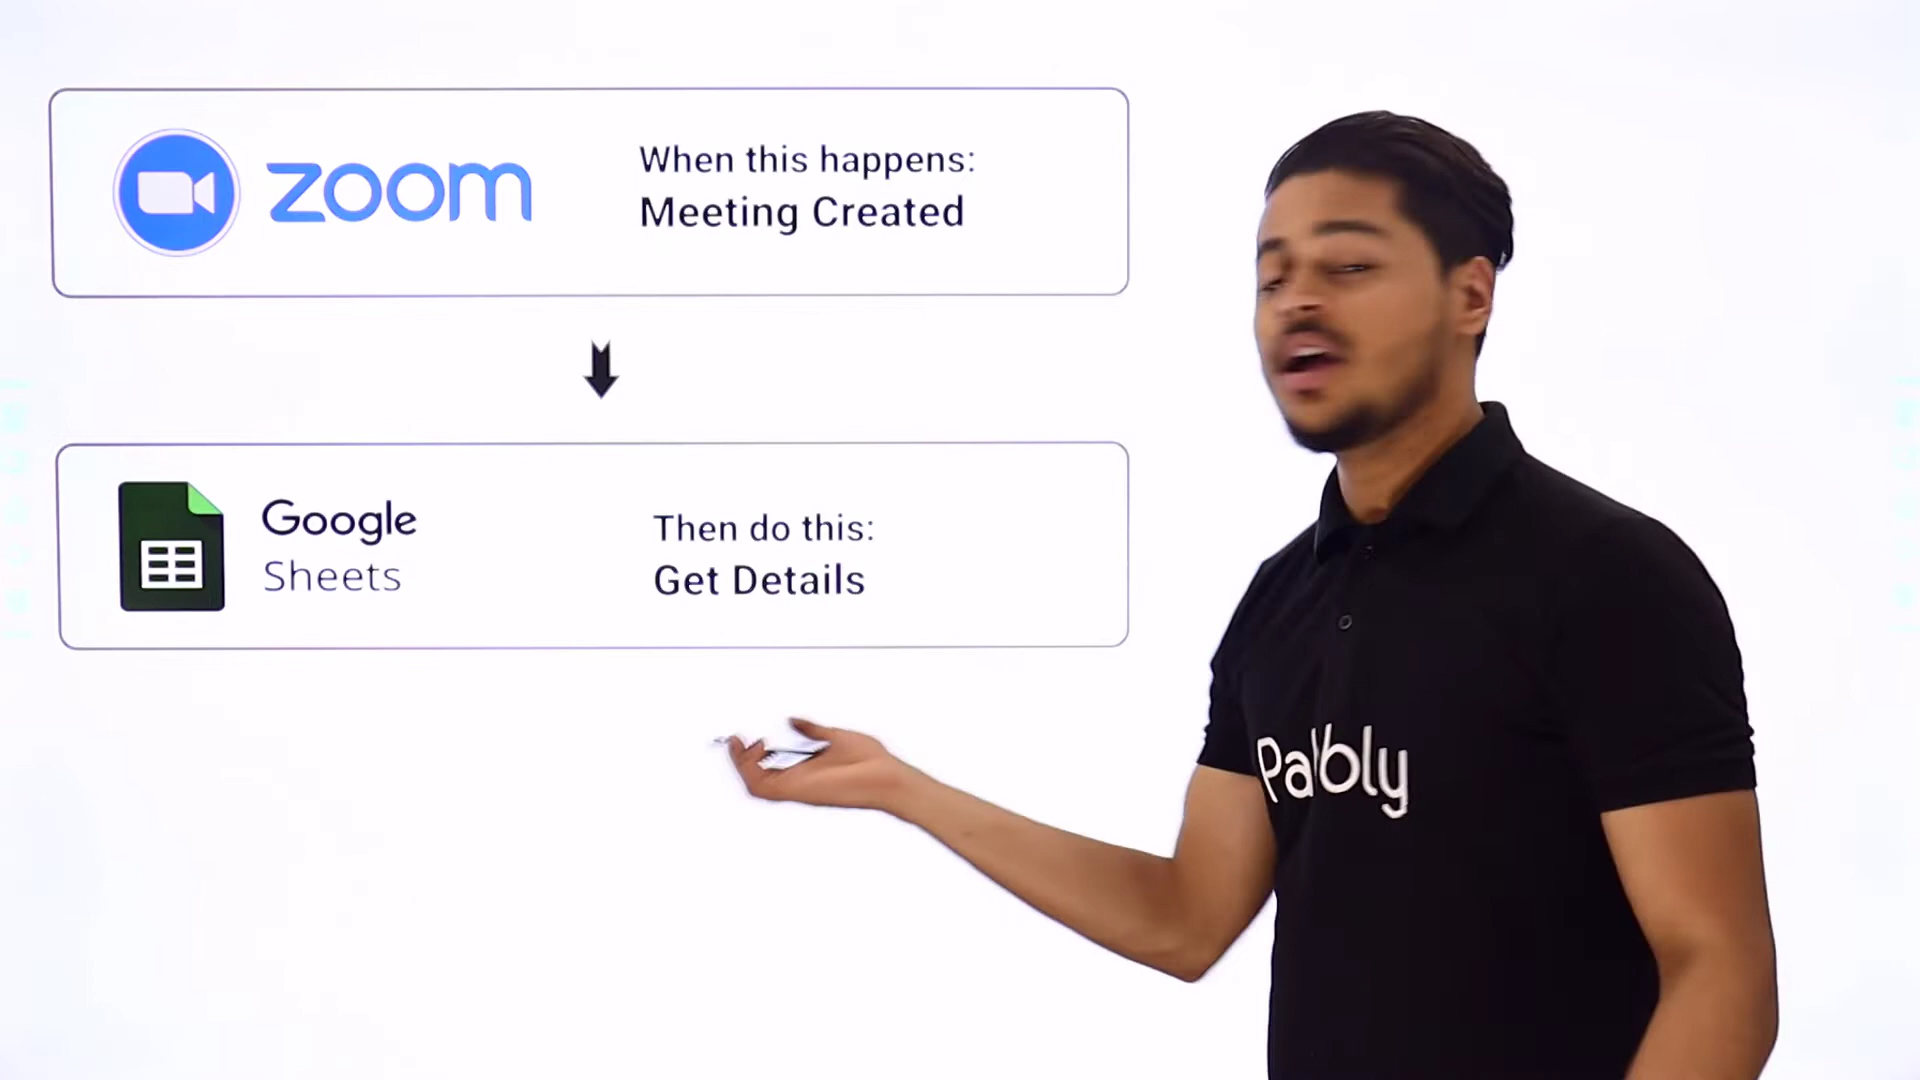 zoom
When this happens:
Meeting Created
Google
Sheets
Then do this:
Get Details
Pabbly